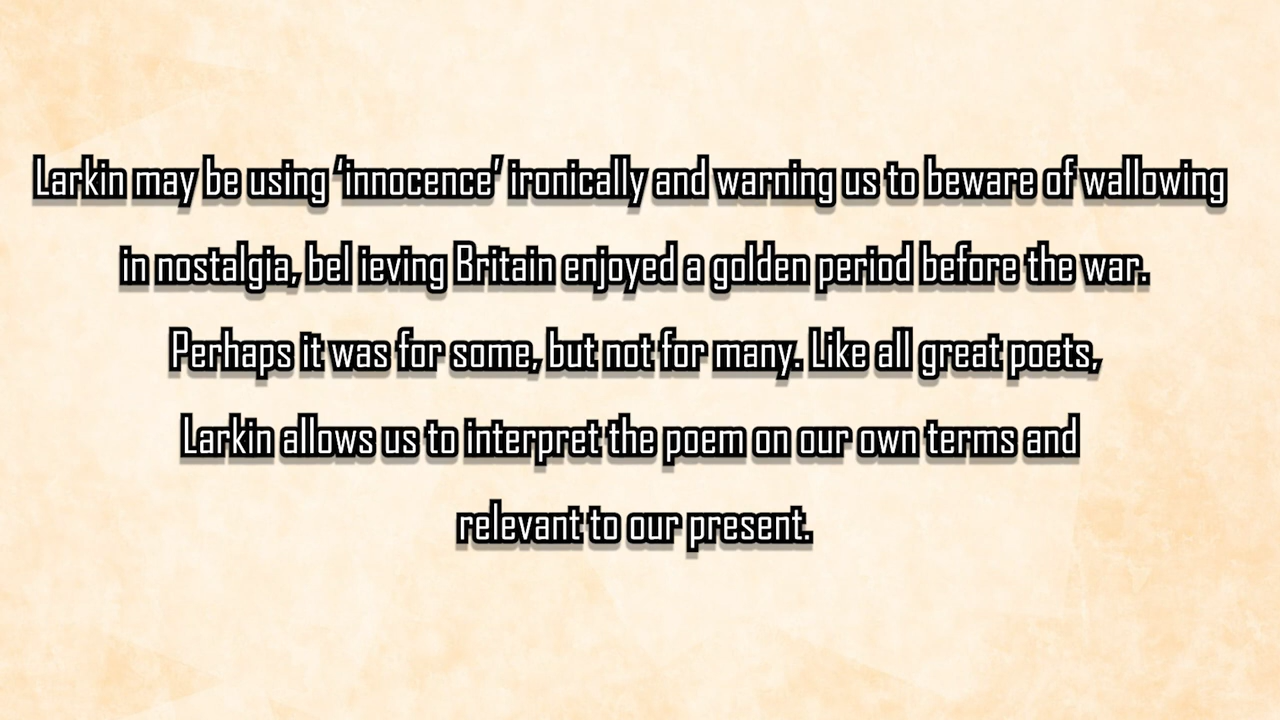 Larkin may be using ‘innocence’ ironically and warning us to beware of wallowing
in nostalgia, bel ieving Britain enjoyed a golden period before the war.
Perhaps it was for some, but not for many. Like all great poets,
Larkin allows us to interpret the poem on our own terms and
relevant to our present.